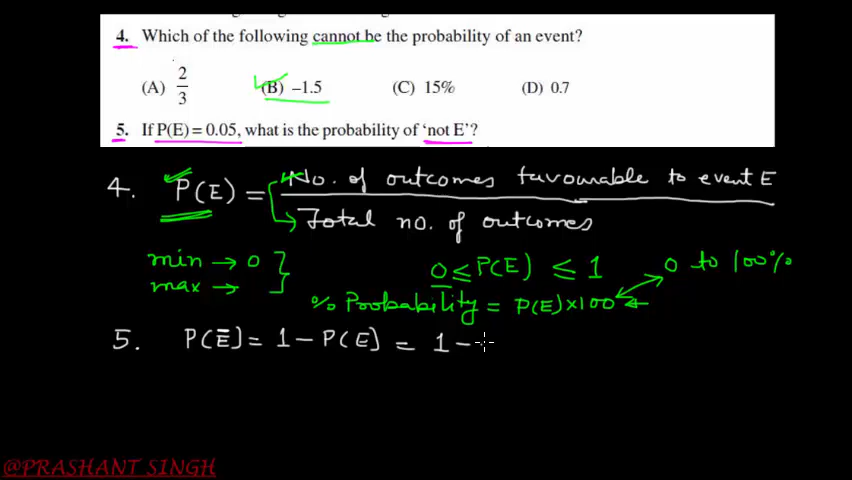 4. Which of the following cannot be the probability of an event?
(A) 2/3 (B) –1.5 (C) 15% (D) 0.7
5. If P(E) = 0.05, what is the probability of ‘not E’?
4. P(E) = No. of outcomes favourable to event E / Total no. of outcomes
min → 0 } 0 ≤ P(E) ≤ 1 0 to 100%
max →
% Probability = P(E)×100 ←
5. P(E̅) = 1 – P(E) = 1 –
@PRASHANT SINGH